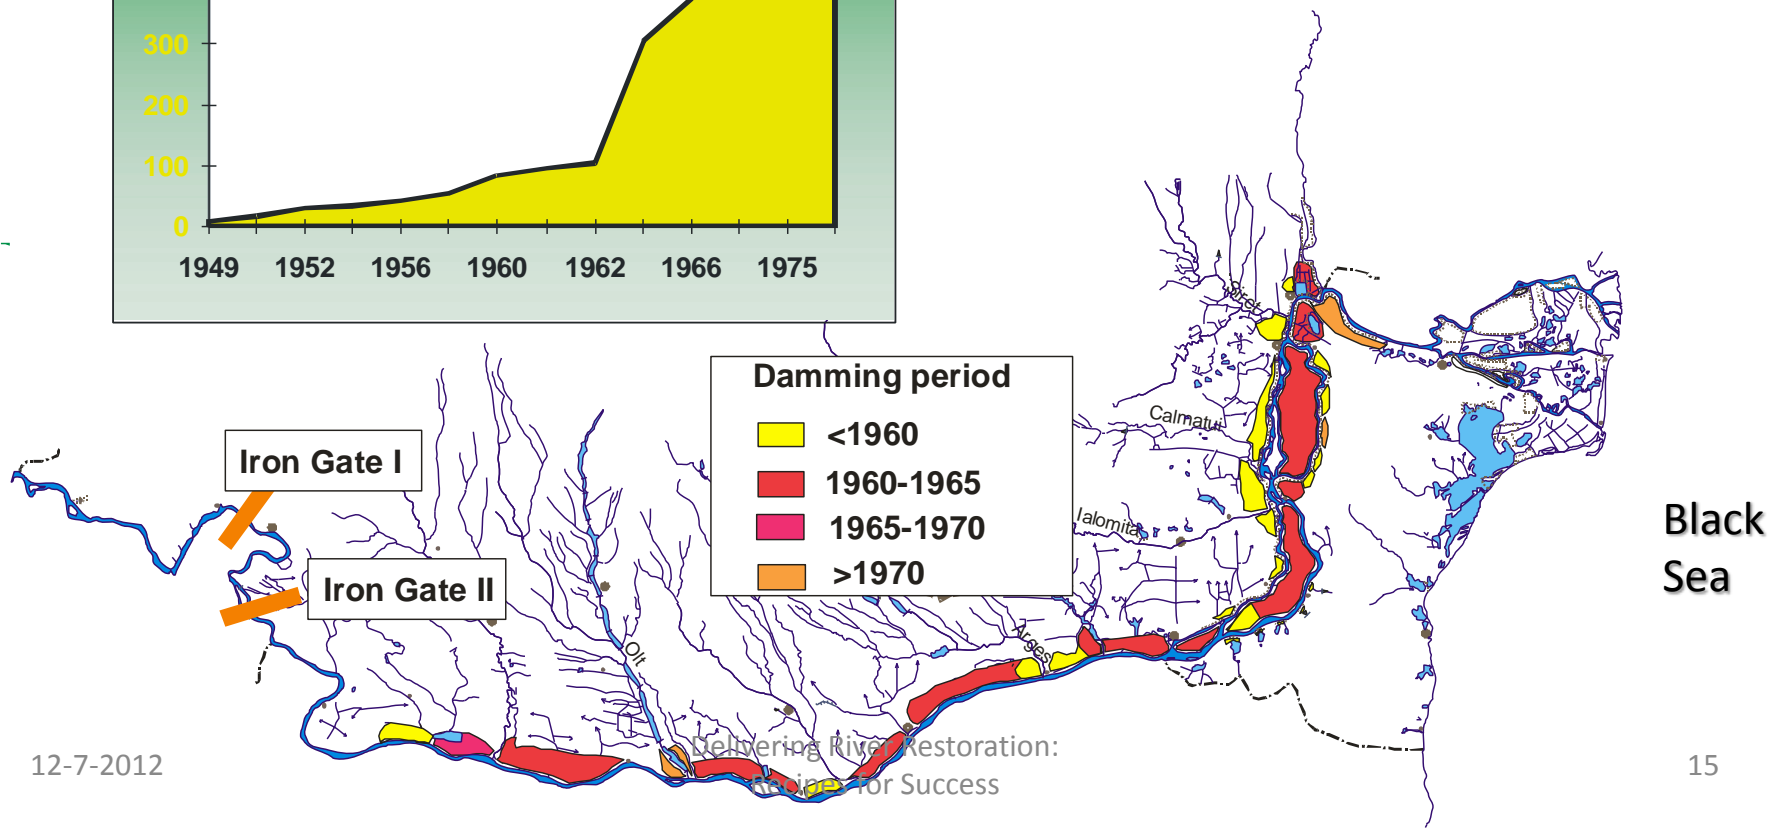 300
200
100
0
1949 1952 1956 1960 1962 1966 1975
Siret
Damming period
<1960
1960-1965
1965-1970
>1970
Calmatui
Iron Gate I
Ialomita
Black
Sea
Iron Gate II
Arges
Olt
12-7-2012
Delivering River Restoration:
Recipes for Success
15